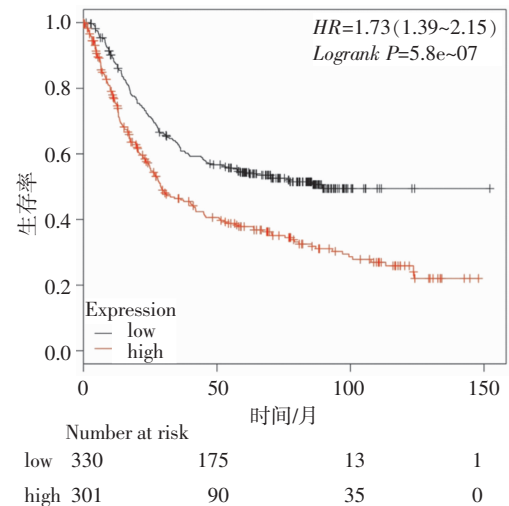 HR=1.73(1.39~2.15)
Logrank P=5.8e~07
1.0
0.8
0.6
0.4
0.2
0.0
生存率
Expression
low
high
0 50 100 150
时间/月
Number at risk
low 330 175 13 1
high 301 90 35 0